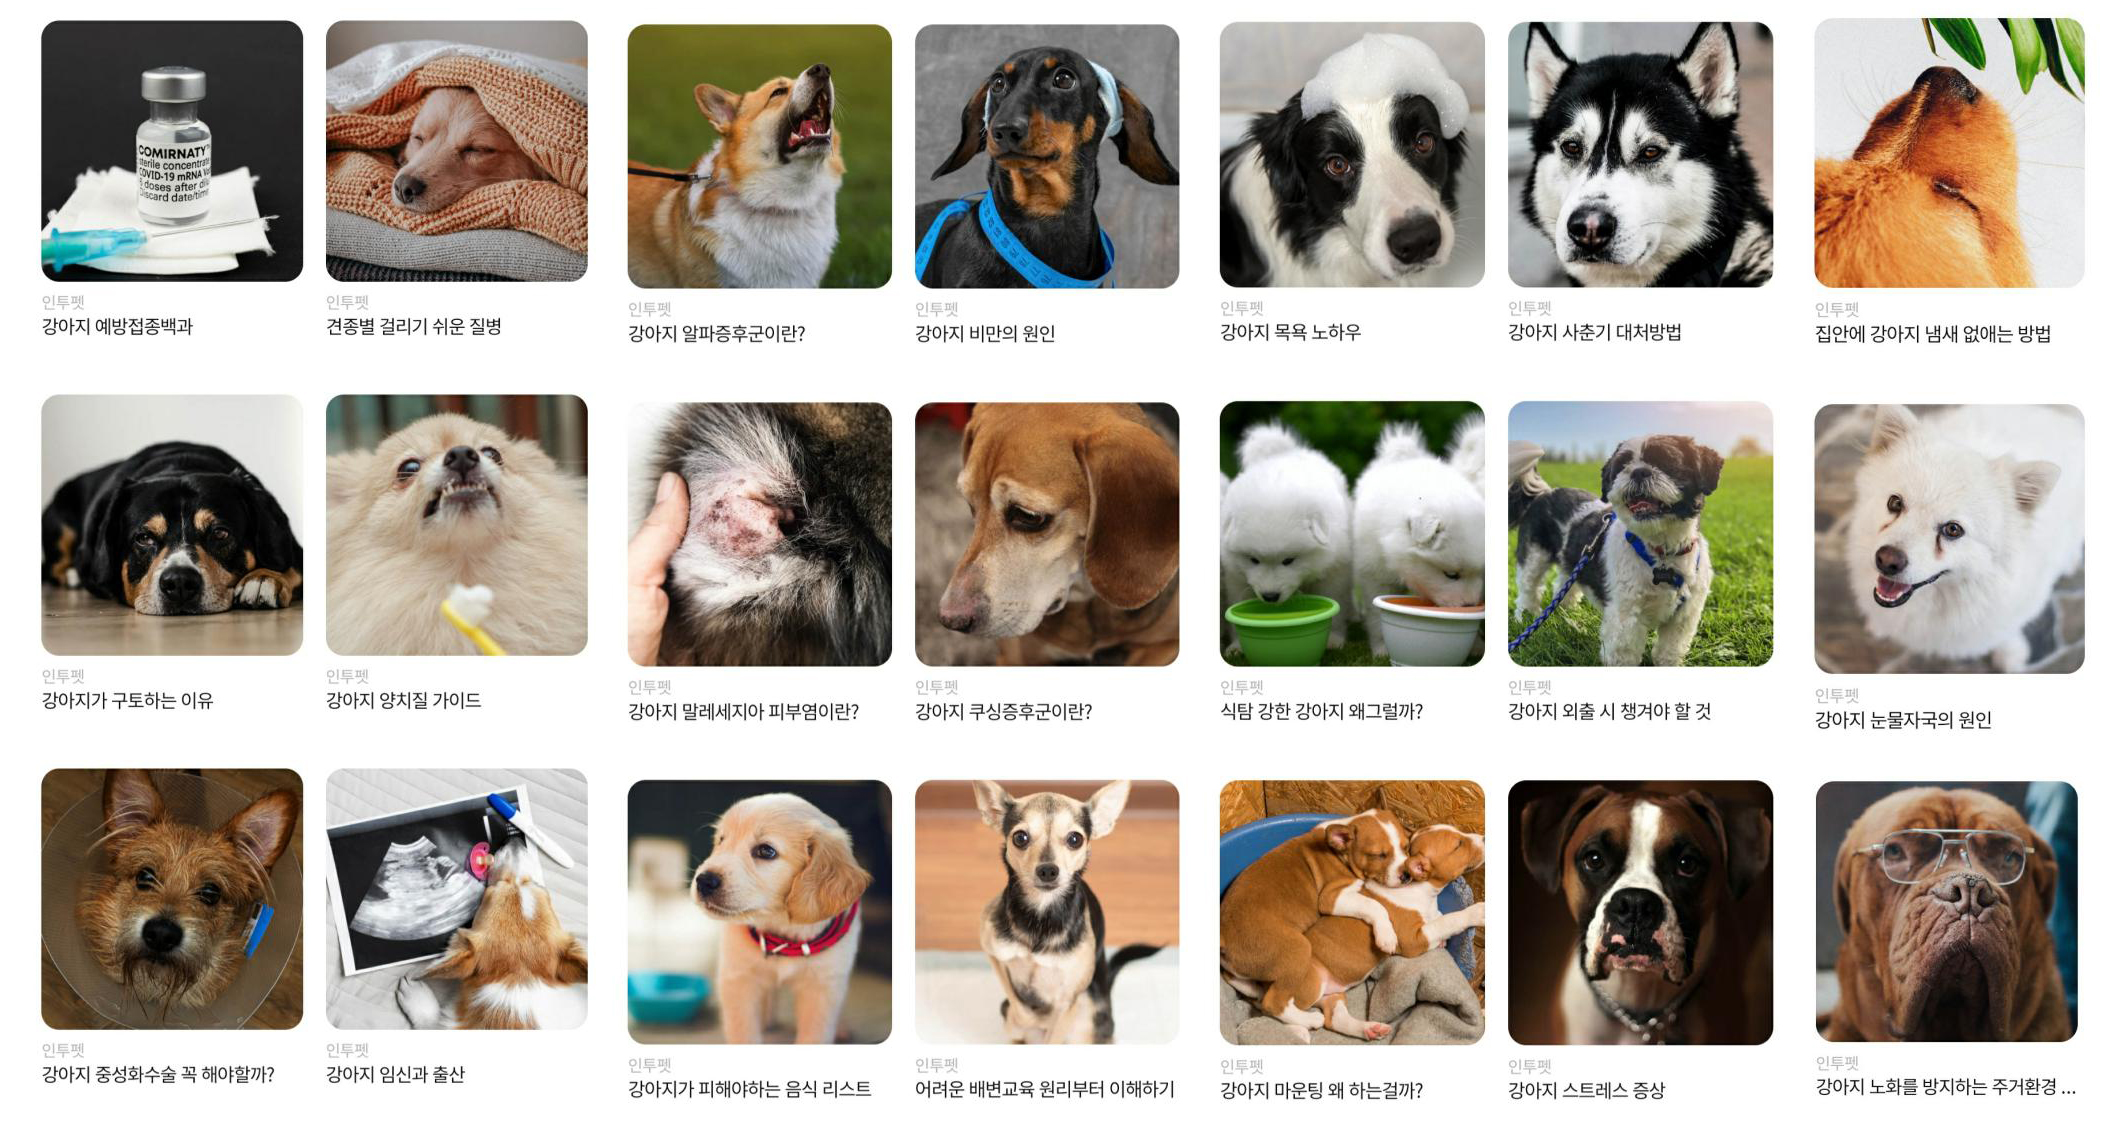 COMIRNATY™
sterile concentrate
COVID-19 mRNA
doses after
Discard date/time
인투펫
강아지 예방접종백과
인투펫
견종별 걸리기 쉬운 질병
인투펫
강아지 알파증후군이란?
인투펫
강아지 비만의 원인
인투펫
강아지 목욕 노하우
인투펫
강아지 사춘기 대처방법
인투펫
집안에 강아지 냄새 없애는 방법
인투펫
강아지가 구토하는 이유
인투펫
강아지 양치질 가이드
인투펫
강아지 말레세지아 피부염이란?
인투펫
강아지 쿠싱증후군이란?
인투펫
식탐 강한 강아지 왜그럴까?
인투펫
강아지 외출 시 챙겨야 할 것
인투펫
강아지 눈물자국의 원인
인투펫
강아지 중성화수술 꼭 해야할까?
인투펫
강아지 임신과 출산
인투펫
강아지가 피해야하는 음식 리스트
인투펫
어려운 배변교육 원리부터 이해하기
인투펫
강아지 마운팅 왜 하는걸까?
인투펫
강아지 스트레스 증상
인투펫
강아지 노화를 방지하는 주거환경 ...